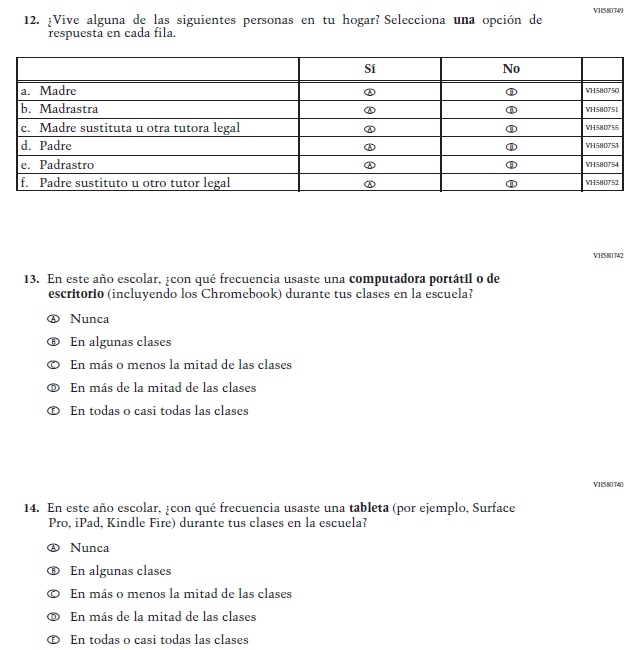 VH580749
12. ¿Vive alguna de las siguientes personas en tu hogar? Selecciona una opción de
respuesta en cada fila.
Sí No
a. Madre A B VH580750
b. Madrastra A B VH580751
c. Madre sustituta u otra tutora legal A B VH580755
d. Padre A B VH580753
e. Padrastro A B VH580754
f. Padre sustituto u otro tutor legal A B VH580752
VH580742
13. En este año escolar, ¿con qué frecuencia usaste una computadora portátil o de
escritorio (incluyendo los Chromebook) durante tus clases en la escuela?
A Nunca
B En algunas clases
C En más o menos la mitad de las clases
D En más de la mitad de las clases
E En todas o casi todas las clases
VH580740
14. En este año escolar, ¿con qué frecuencia usaste una tableta (por ejemplo, Surface
Pro, iPad, Kindle Fire) durante tus clases en la escuela?
A Nunca
B En algunas clases
C En más o menos la mitad de las clases
D En más de la mitad de las clases
E En todas o casi todas las clases